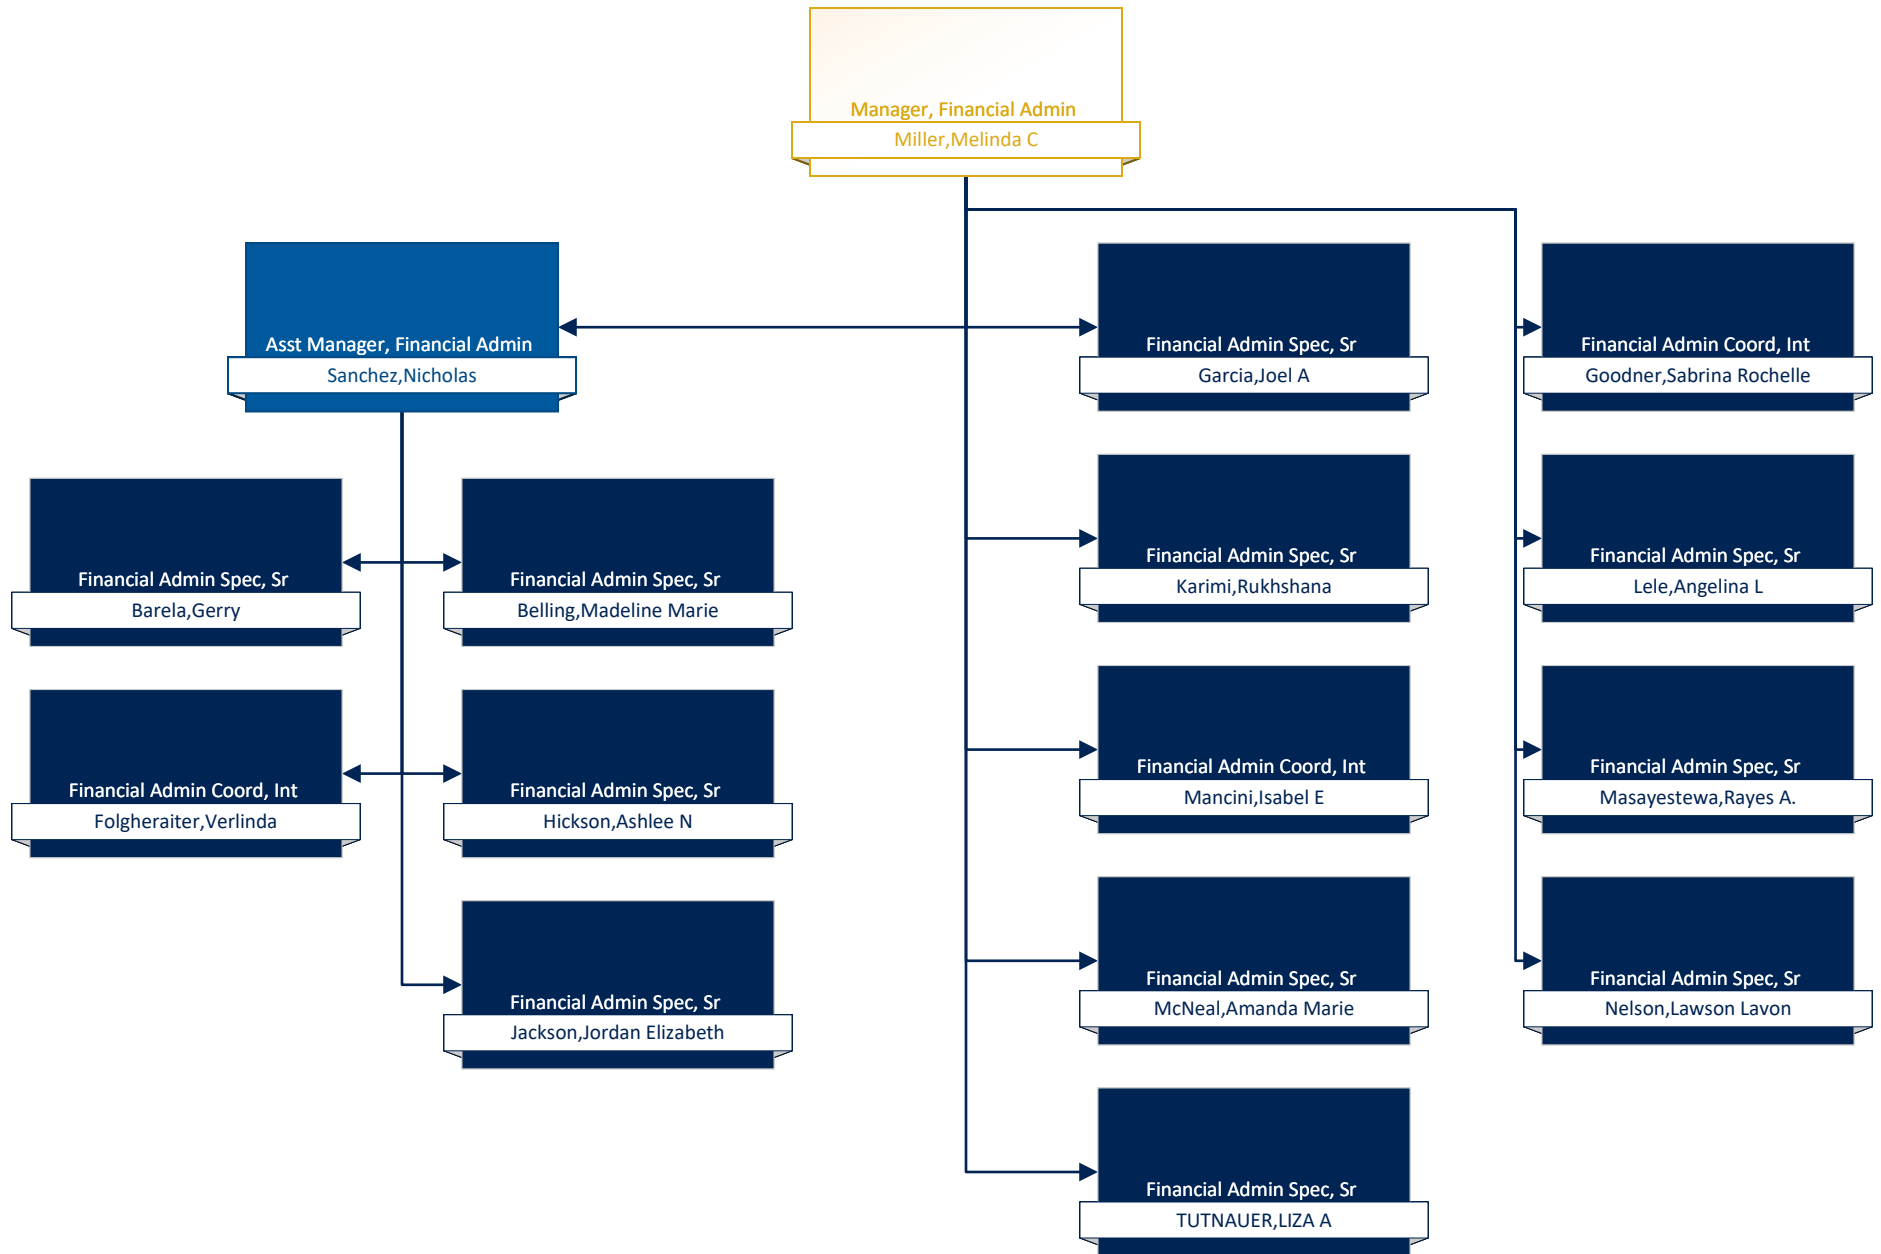 Manager, Financial Admin
Miller,Melinda C
Asst Manager, Financial Admin
Sanchez,Nicholas
Financial Admin Spec, Sr
Garcia,Joel A
Financial Admin Coord, Int
Goodner,Sabrina Rochelle
Financial Admin Spec, Sr
Barela,Gerry
Financial Admin Spec, Sr
Belling,Madeline Marie
Financial Admin Spec, Sr
Karimi,Rukhshana
Financial Admin Spec, Sr
Lele,Angelina L
Financial Admin Coord, Int
Folgheraiter,Verlinda
Financial Admin Spec, Sr
Hickson,Ashlee N
Financial Admin Coord, Int
Mancini,Isabel E
Financial Admin Spec, Sr
Masayestewa,Rayes A.
Financial Admin Spec, Sr
Jackson,Jordan Elizabeth
Financial Admin Spec, Sr
McNeal,Amanda Marie
Financial Admin Spec, Sr
Nelson,Lawson Lavon
Financial Admin Spec, Sr
TUTNAUER,LIZA A